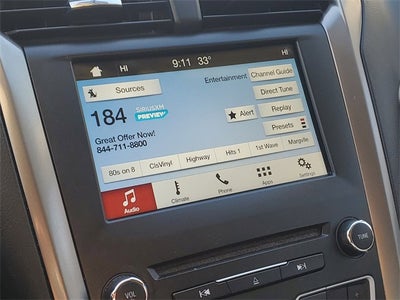 HI 9:11 33° HI
Sources
Entertainment
Channel Guide
184 SIRIUSXM PREVIEW
Direct Tune
Great Offer Now!
844-711-8800
Alert
Replay
Presets
80s on 8 ClsVinyl Highway Hits 1 1st Wave Margville
Audio Climate Phone Apps Settings
VOL
TUNE